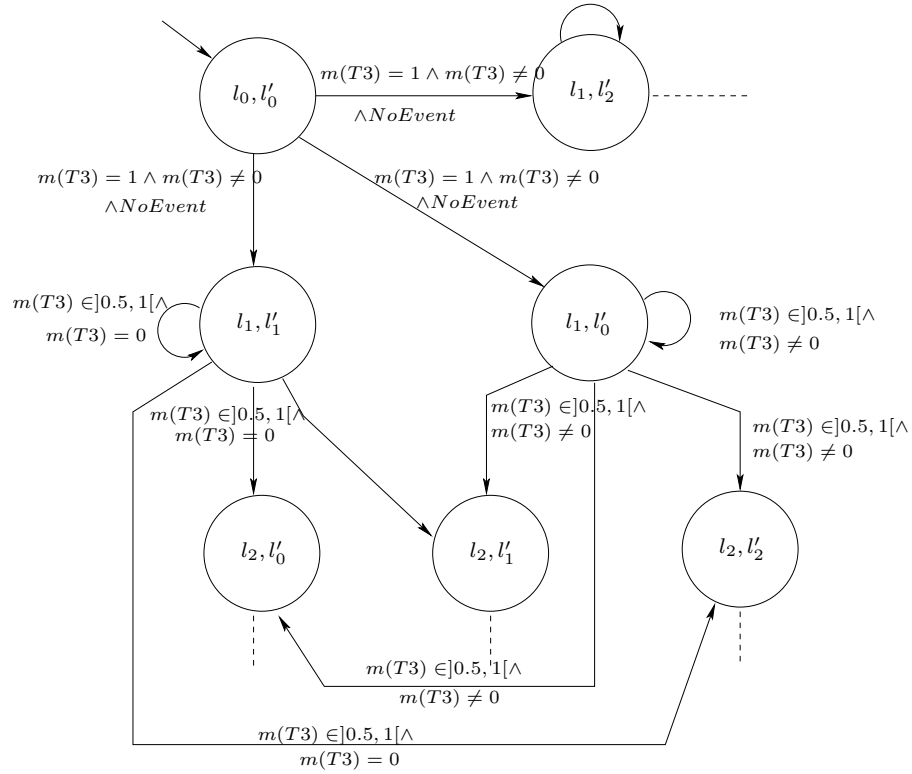 m(T3) = 1 ∧ m(T3) ≠ 0
l₀, l′₀
l₁, l′₂
∧NoEvent
m(T3) = 1 ∧ m(T3) ≠ 0
∧NoEvent
m(T3) = 1 ∧ m(T3) ≠ 0
∧NoEvent
m(T3) ∈]0.5, 1[∧
m(T3) = 0
l₁, l′₁
l₁, l′₀
m(T3) ∈]0.5, 1[∧
m(T3) ≠ 0
m(T3) ∈]0.5, 1[∧
m(T3) = 0
m(T3) ∈]0.5, 1[∧
m(T3) ≠ 0
m(T3) ∈]0.5, 1[∧
m(T3) ≠ 0
l₂, l′₀
l₂, l′₁
l₂, l′₂
m(T3) ∈]0.5, 1[∧
m(T3) ≠ 0
m(T3) ∈]0.5, 1[∧
m(T3) = 0